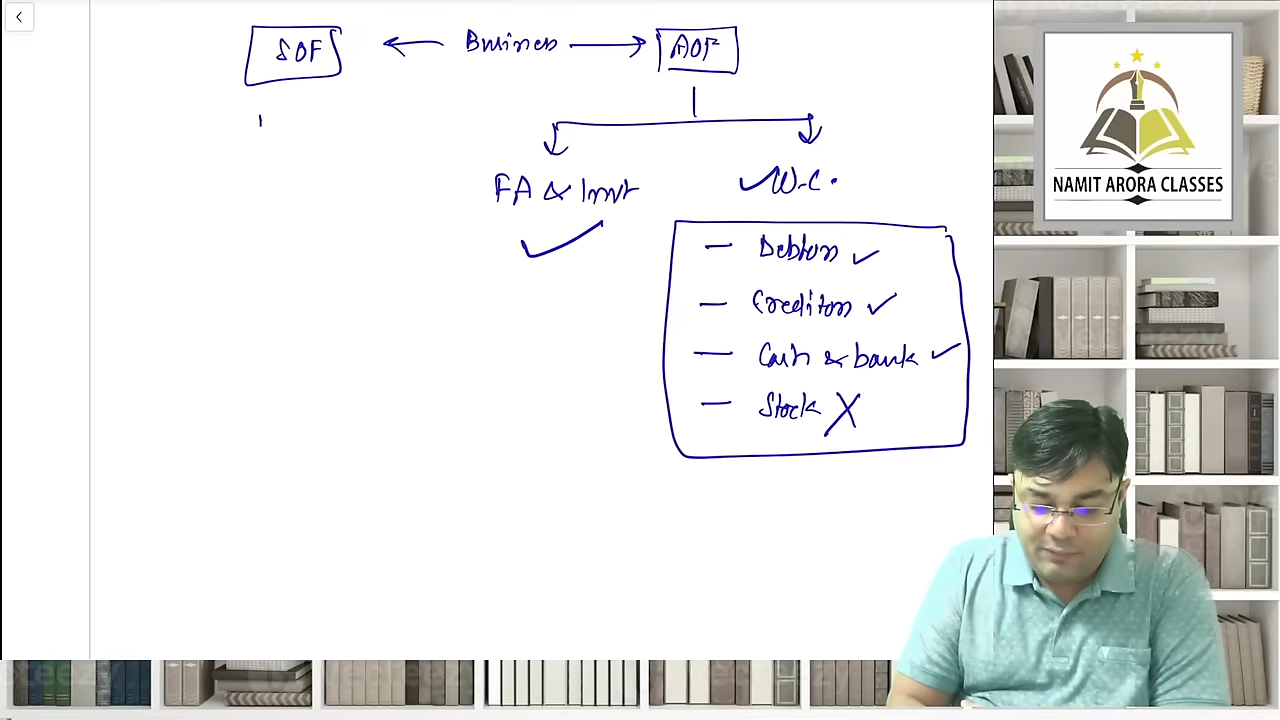 SOF ← Business → AOF
FA & Invt ✓W.C.
— Debtors ✓
— Creditors ✓
— Cash & bank ✓
— Stock X
NAMIT ARORA CLASSES